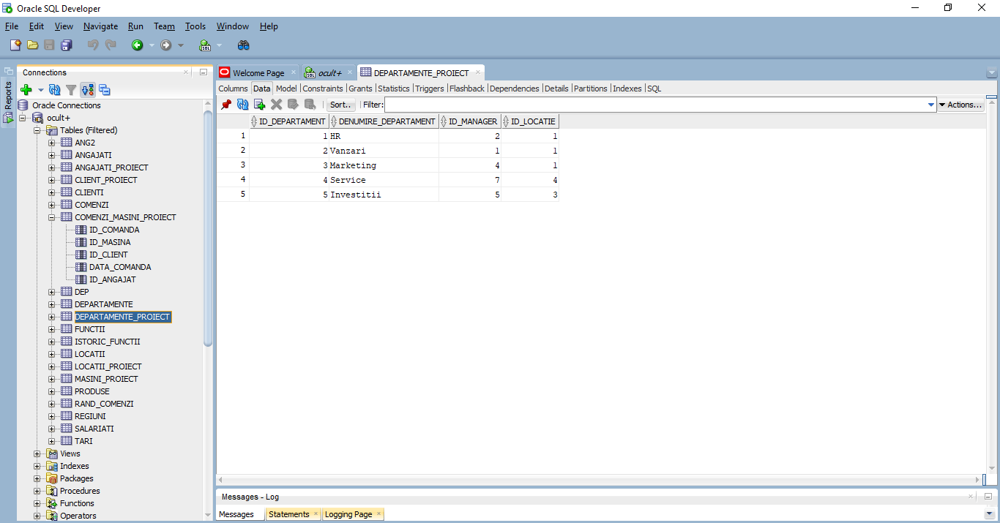 Oracle SQL Developer
File Edit View Navigate Run Team Tools Window Help
Reports
Connections
Oracle Connections
ocult+
Tables (Filtered)
ANG2
ANGAJATI
ANGAJATI_PROIECT
CLIENT_PROIECT
CLIENTI
COMENZI
COMENZI_MASINI_PROIECT
ID_COMANDA
ID_MASINA
ID_CLIENT
DATA_COMANDA
ID_ANGAJAT
DEP
DEPARTAMENTE
DEPARTAMENTE_PROIECT
FUNCTII
ISTORIC_FUNCTII
LOCATII
LOCATII_PROIECT
MASINI_PROIECT
PRODUSE
RAND_COMENZI
REGIUNI
SALARIATI
TARI
Views
Indexes
Packages
Procedures
Functions
Operators
Welcome Page ocult+ DEPARTAMENTE_PROIECT
Columns Data Model Constraints Grants Statistics Triggers Flashback Dependencies Details Partitions Indexes SQL
Sort.. Filter: Actions...
ID_DEPARTAMENT DENUMIRE_DEPARTAMENT ID_MANAGER ID_LOCATIE
1 1 HR 2 1
2 2 Vanzari 1 1
3 3 Marketing 4 1
4 4 Service 7 4
5 5 Investitii 5 3
Messages - Log
Messages Statements Logging Page